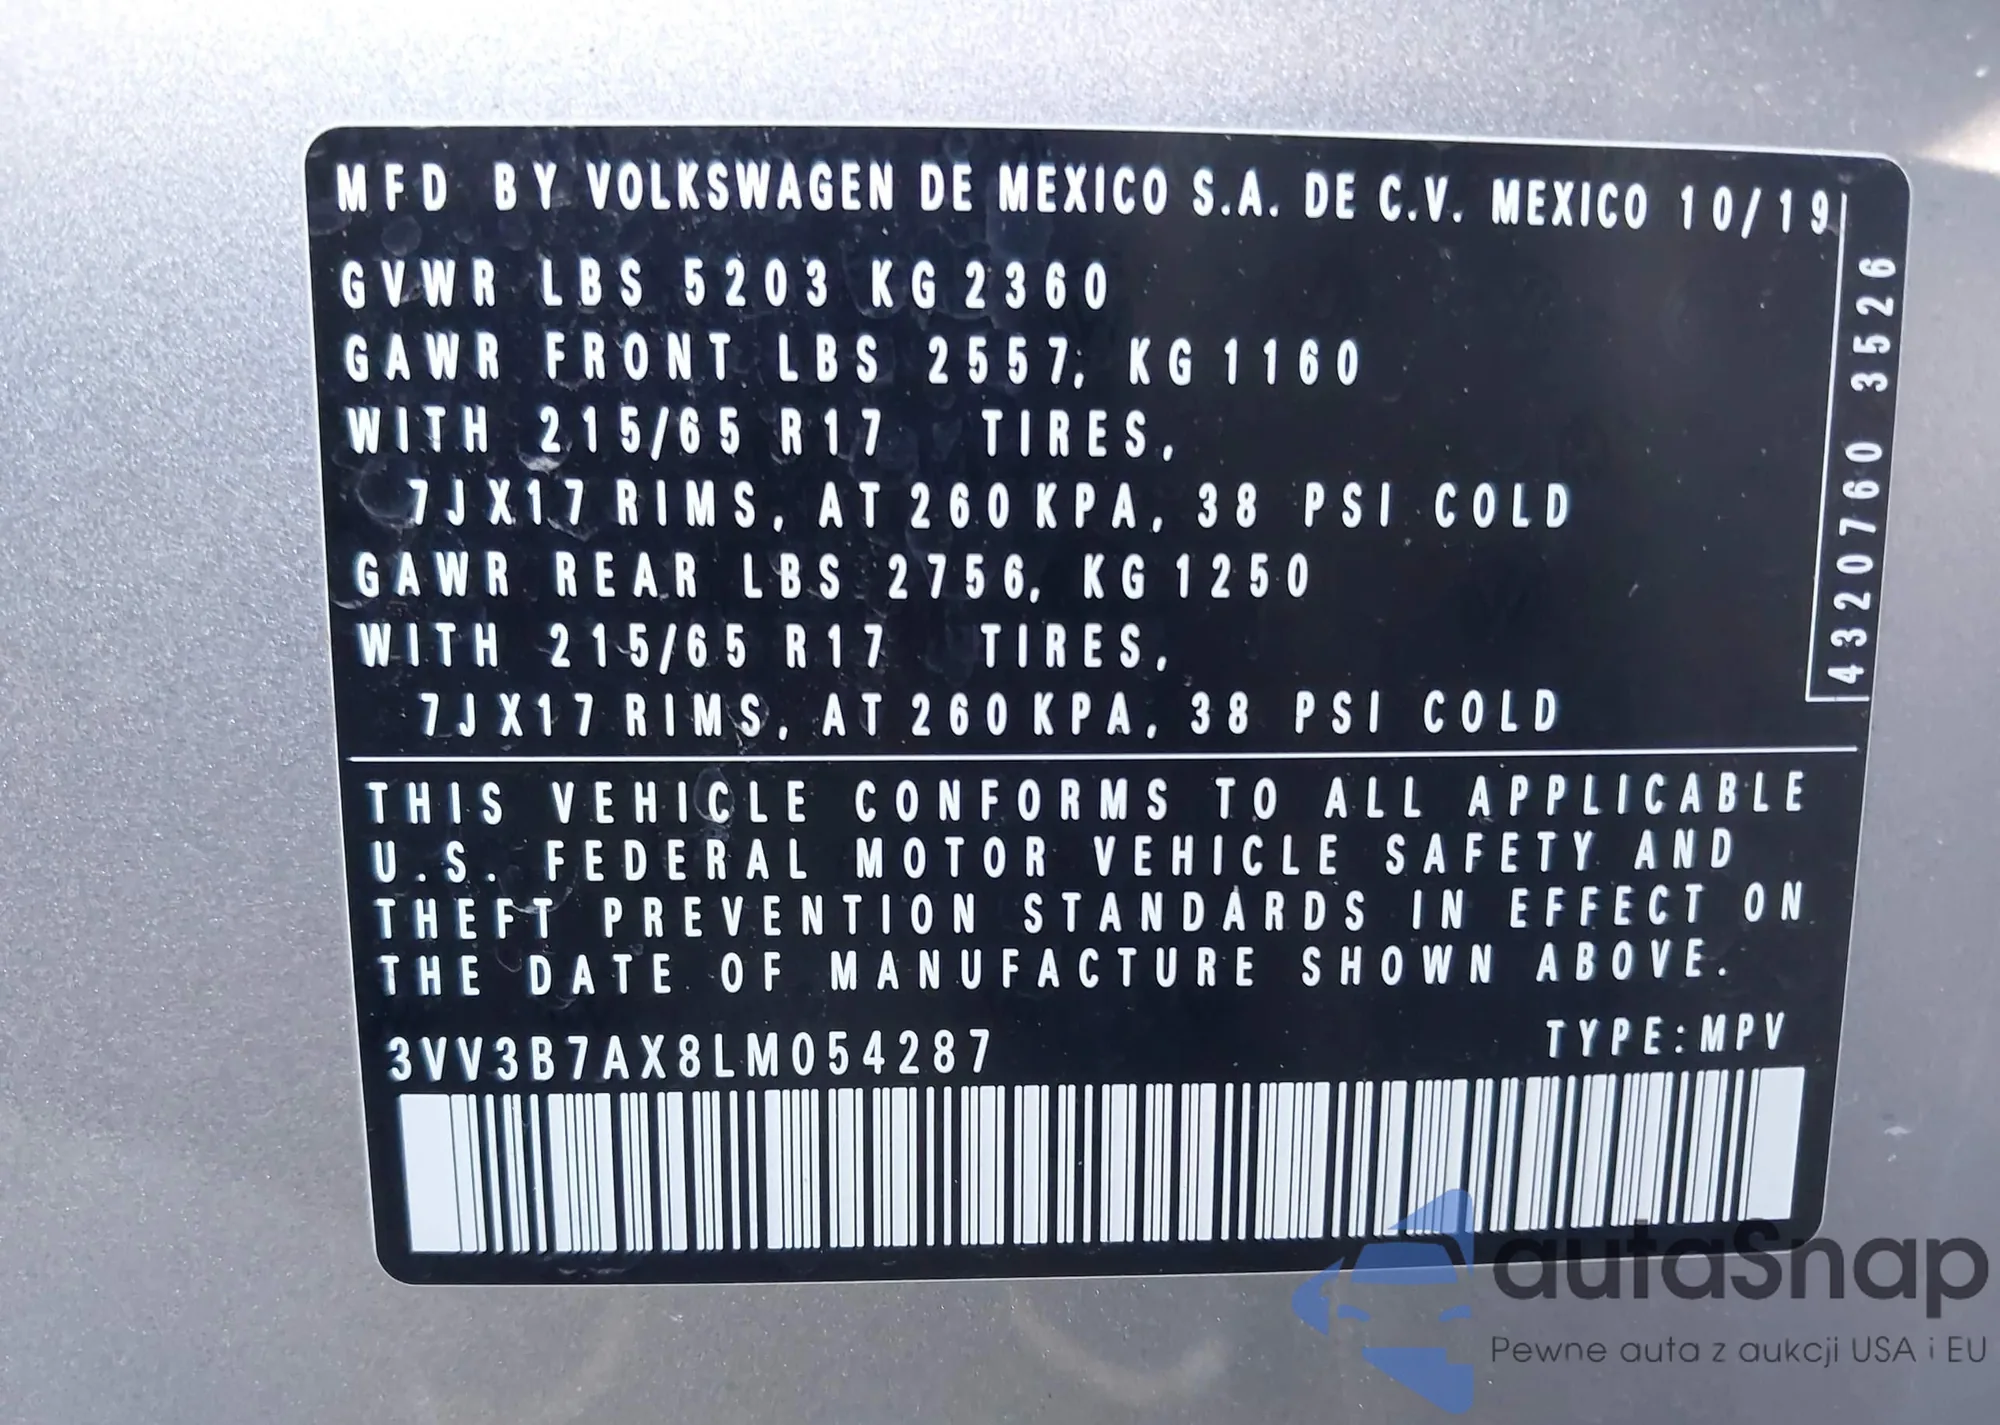 MFD BY VOLKSWAGEN DE MEXICO S.A. DE C.V. MEXICO 10/19
GVWR LBS 5203 KG 2360
GAWR FRONT LBS 2557, KG 1160
WITH 215/65 R17 TIRES,
7JX17 RIMS, AT 260 KPA, 38 PSI COLD
GAWR REAR LBS 2756, KG 1250
WITH 215/65 R17 TIRES,
7JX17 RIMS, AT 260 KPA, 38 PSI COLD
4320760 3526
THIS VEHICLE CONFORMS TO ALL APPLICABLE
U.S. FEDERAL MOTOR VEHICLE SAFETY AND
THEFT PREVENTION STANDARDS IN EFFECT ON
THE DATE OF MANUFACTURE SHOWN ABOVE.
3VV3B7AX8LM054287 TYPE:MPV
autaSnap
Pewne auta z aukcji USA i EU